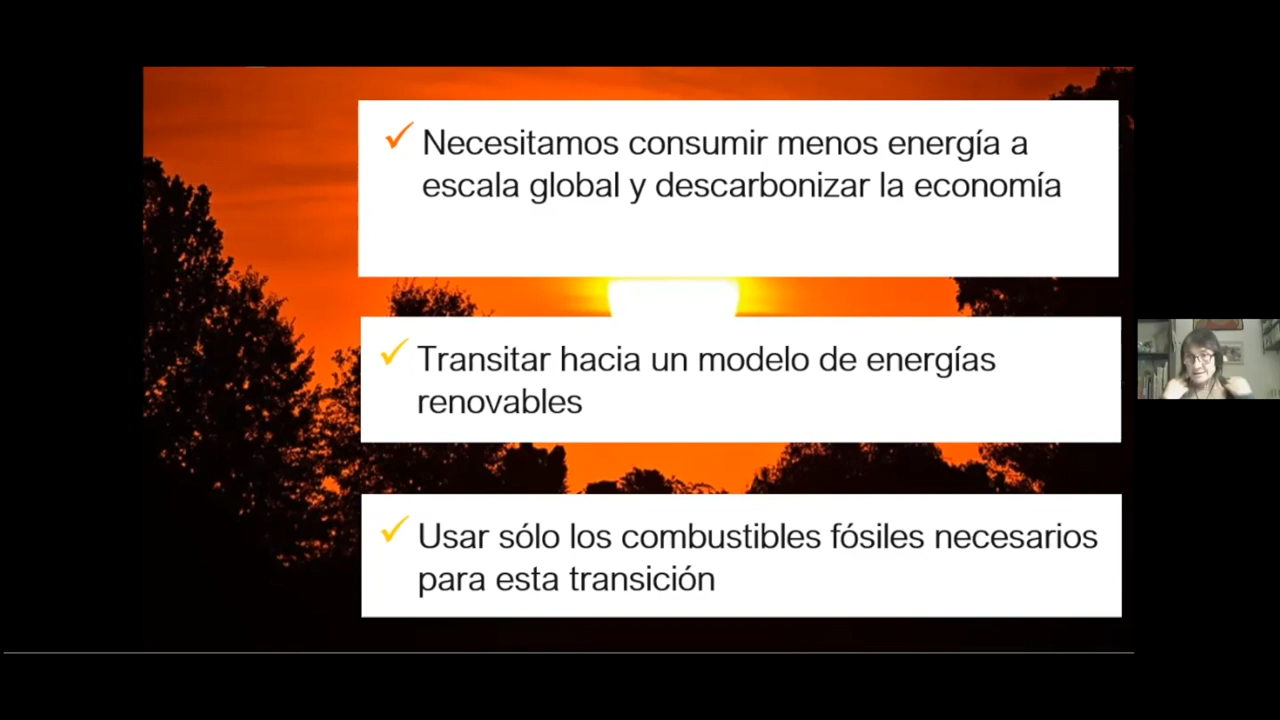 Necesitamos consumir menos energía a
escala global y descarbonizar la economía
Transitar hacia un modelo de energías
renovables
Usar sólo los combustibles fósiles necesarios
para esta transición